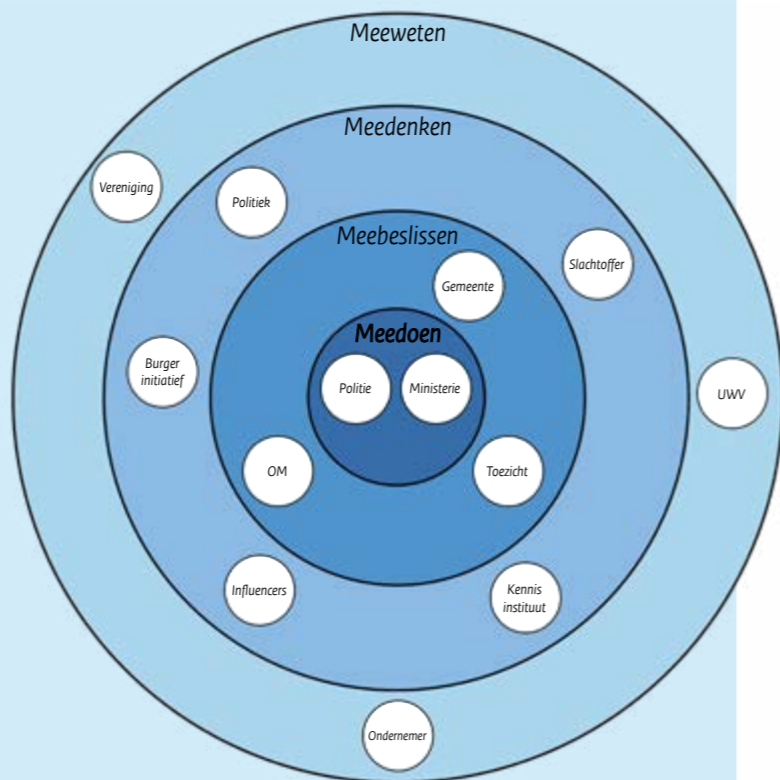 Meeweten
Meedenken
Vereniging
Politiek
Meebeslissen
Slachtoffer
Gemeente
Meedoen
Burger
initiatief
Politie
Ministerie
UWV
OM
Toezicht
Influencers
Kennis
instituut
Ondernemer